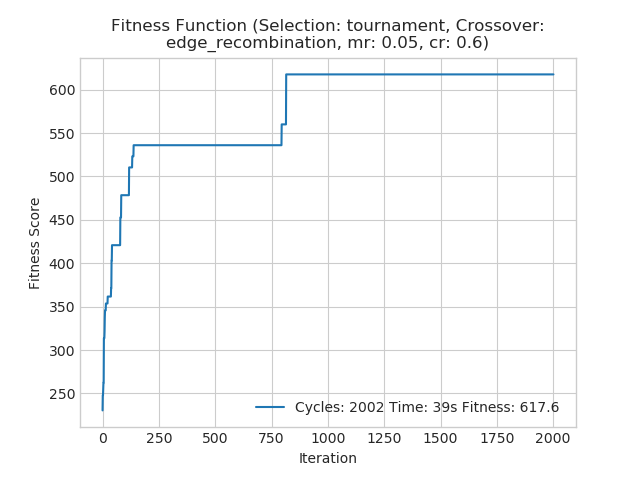 Fitness Function (Selection: tournament, Crossover:
edge_recombination, mr: 0.05, cr: 0.6)
600
550
500
450
400
350
300
250
Fitness Score
Cycles: 2002 Time: 39s Fitness: 617.6
0 250 500 750 1000 1250 1500 1750 2000
Iteration